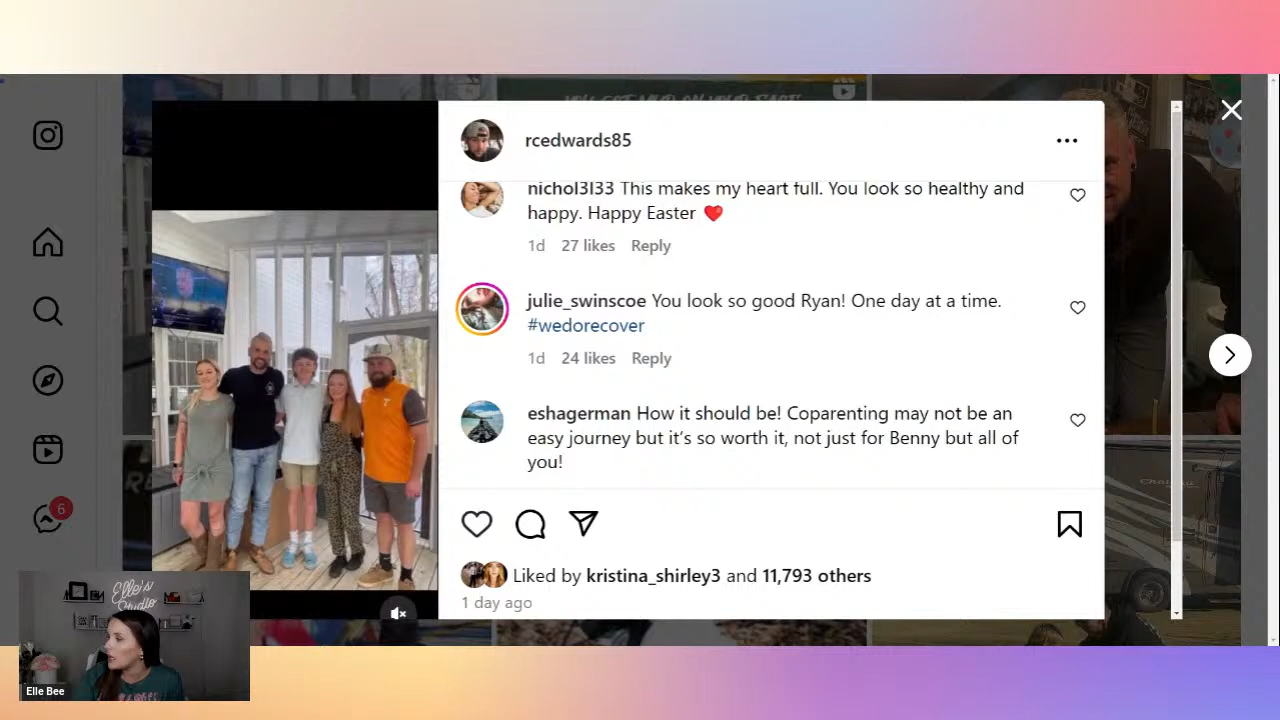 rcedwards85
nichol3l33 This makes my heart full. You look so healthy and
happy. Happy Easter ❤️
1d 27 likes Reply
julie_swinscoe You look so good Ryan! One day at a time.
#wedorecover
1d 24 likes Reply
eshagerman How it should be! Coparenting may not be an
easy journey but it's so worth it, not just for Benny but all of
you!
Liked by kristina_shirley3 and 11,793 others
1 day ago
6
Elle's
Studio
Elle Bee